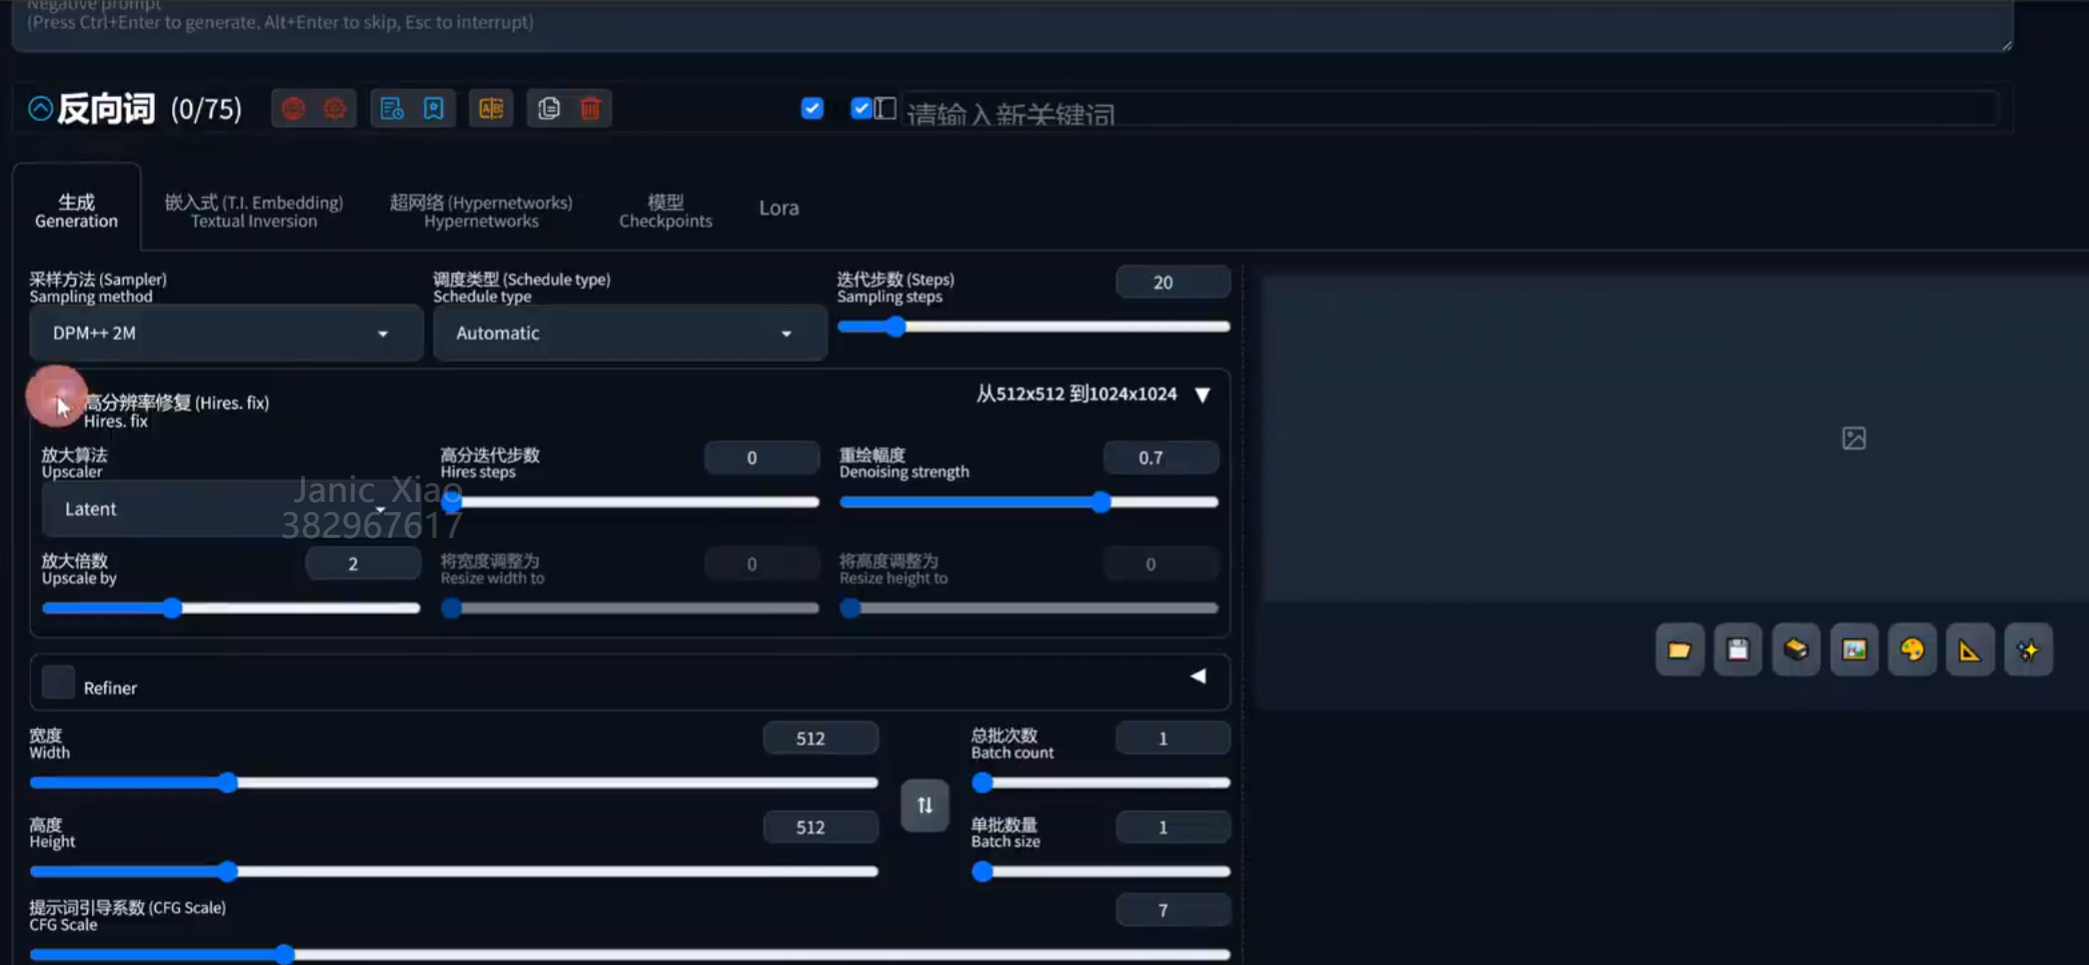 Negative prompt
(Press Ctrl+Enter to generate, Alt+Enter to skip, Esc to interrupt)
反向词 (0/75)
请输入新关键词
生成
Generation
嵌入式 (T.I. Embedding)
Textual Inversion
超网络 (Hypernetworks)
Hypernetworks
模型
Checkpoints
Lora
采样方法 (Sampler)
Sampling method
DPM++ 2M
调度类型 (Schedule type)
Schedule type
Automatic
迭代步数 (Steps)
Sampling steps
20
高分辨率修复 (Hires. fix)
Hires. fix
从512x512 到1024x1024
放大算法
Upscaler
Latent
高分迭代步数
Hires steps
0
重绘幅度
Denoising strength
0.7
Janic_Xiao
382967617
放大倍数
Upscale by
2
将宽度调整为
Resize width to
0
将高度调整为
Resize height to
0
Refiner
宽度
Width
512
总批次数
Batch count
1
高度
Height
512
单批数量
Batch size
1
提示词引导系数 (CFG Scale)
CFG Scale
7